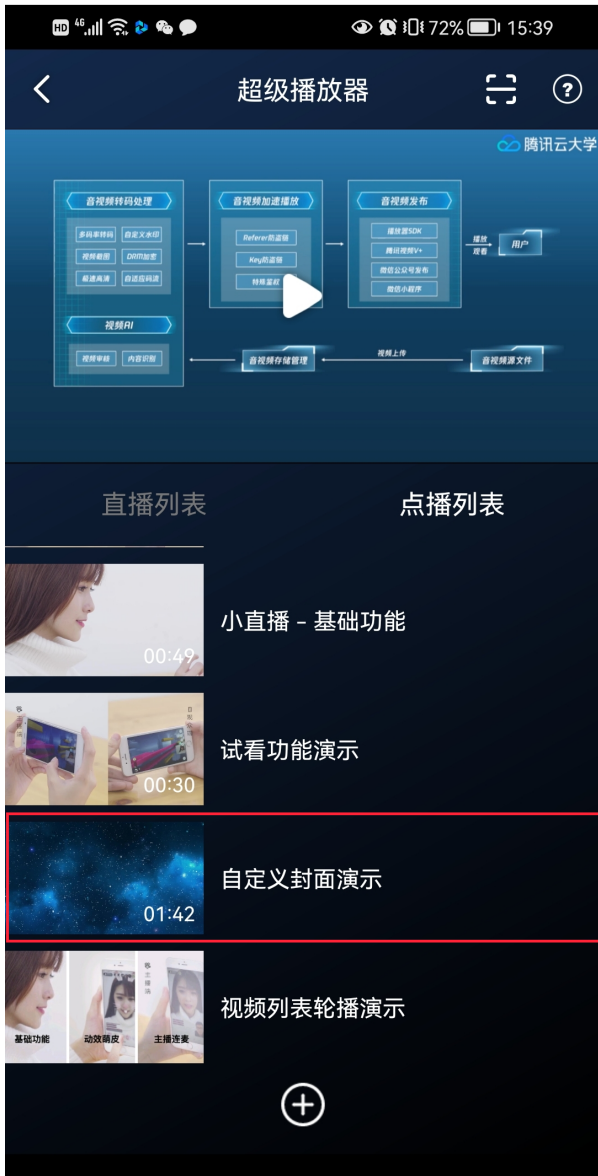 HD 46 72% 15:39
超级播放器
腾讯云大学
音视频转码处理
音视频加速播放
音视频发布
多码率转码 自定义水印
视频截图 DRM加密
极速高清 自适应码流
Referer防盗链
Key防盗链
播放器SDK
腾讯视频V+
微信公众号发布
微信小程序
播放
观看
用户
视频AI
视频审核 内容识别
音视频存储管理
视频上传
音视频源文件
直播列表 点播列表
00:49
小直播 – 基础功能
00:30
试看功能演示
01:42
自定义封面演示
基础功能 动效萌皮 主播连麦
视频列表轮播演示